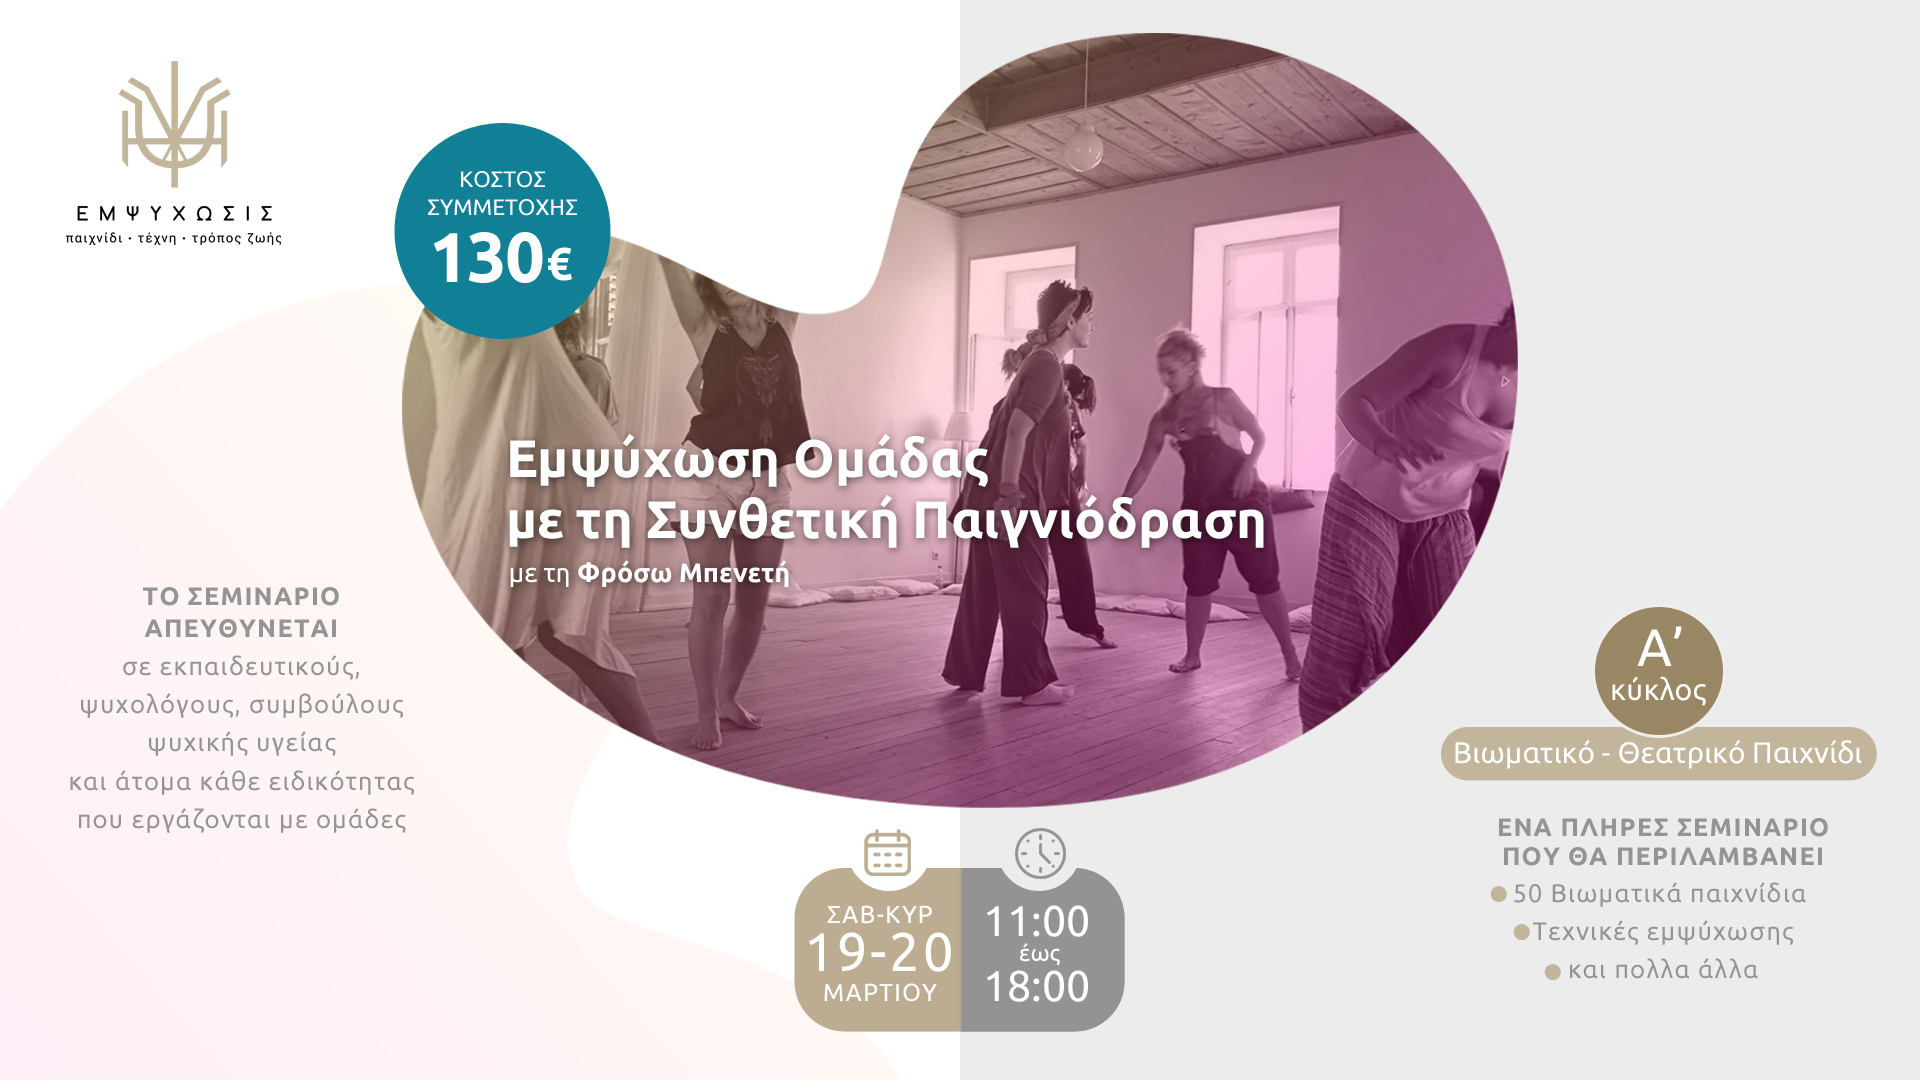 ΕΜΨΥΧΩΣΙΣ
παιχνίδι · τέχνη · τρόπος ζωής
ΚΟΣΤΟΣ
ΣΥΜΜΕΤΟΧΗΣ
130€
Εμψύχωση Ομάδας
με τη Συνθετική Παιγνιόδραση
με τη Φρόσω Μπενετή
ΤΟ ΣΕΜΙΝΑΡΙΟ
ΑΠΕΥΘΥΝΕΤΑΙ
σε εκπαιδευτικούς,
ψυχολόγους, συμβούλους
ψυχικής υγείας
και άτομα κάθε ειδικότητας
που εργάζονται με ομάδες
ΣΑΒ-ΚΥΡ
19-20
ΜΑΡΤΙΟΥ
11:00
έως
18:00
Α’
κύκλος
Βιωματικό - Θεατρικό Παιχνίδι
ΕΝΑ ΠΛΗΡΕΣ ΣΕΜΙΝΑΡΙΟ
ΠΟΥ ΘΑ ΠΕΡΙΛΑΜΒΑΝΕΙ
50 Βιωματικά παιχνίδια
Τεχνικές εμψύχωσης
και πολλα άλλα